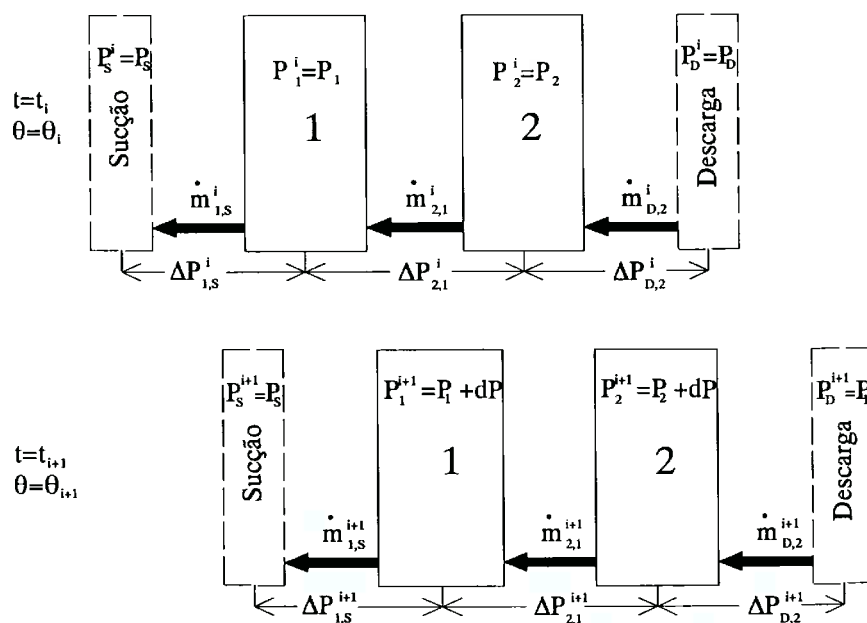 P_S^i=P_S
Sucção
P_1^i=P_1
1
P_2^i=P_2
2
P_D^i=P_D
Descarga
t=t_i
θ=θ_i
ṁ_{1,S}^i
ṁ_{2,1}^i
ṁ_{D,2}^i
ΔP_{1,S}^i
ΔP_{2,1}^i
ΔP_{D,2}^i
P_S^{i+1}=P_S
Sucção
P_1^{i+1}=P_1+dP
1
P_2^{i+1}=P_2+dP
2
P_D^{i+1}=
Descarga
t=t_{i+1}
θ=θ_{i+1}
ṁ_{1,S}^{i+1}
ṁ_{2,1}^{i+1}
ṁ_{D,2}^{i+1}
ΔP_{1,S}^{i+1}
ΔP_{2,1}^{i+1}
ΔP_{D,2}^{i+1}